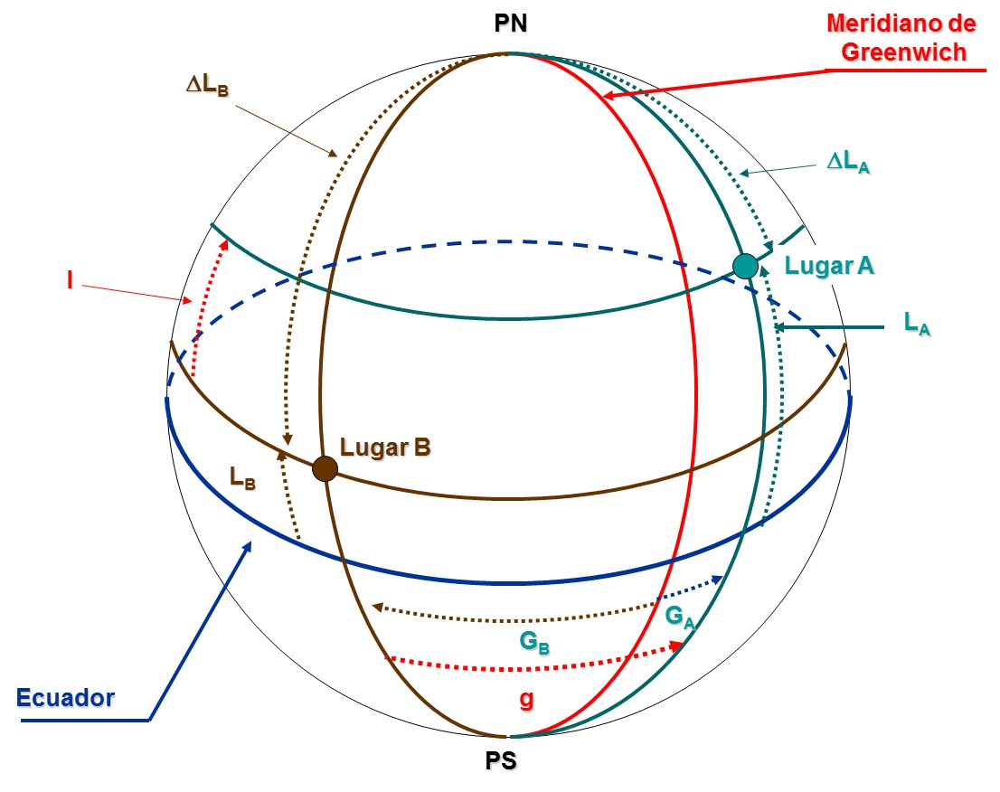 PN
Meridiano de
Greenwich
ΔLB
ΔLA
Lugar A
l
LA
Lugar B
LB
GA
GB
g
Ecuador
PS